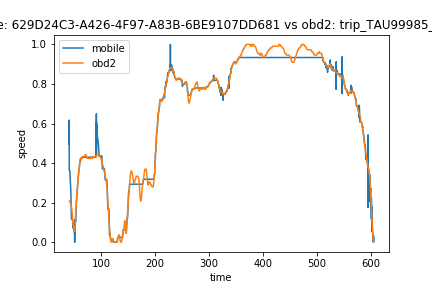 e: 629D24C3-A426-4F97-A83B-6BE9107DD681 vs obd2: trip_TAU99985_
mobile
obd2
1.0
0.8
0.6
0.4
0.2
0.0
speed
100 200 300 400 500 600
time